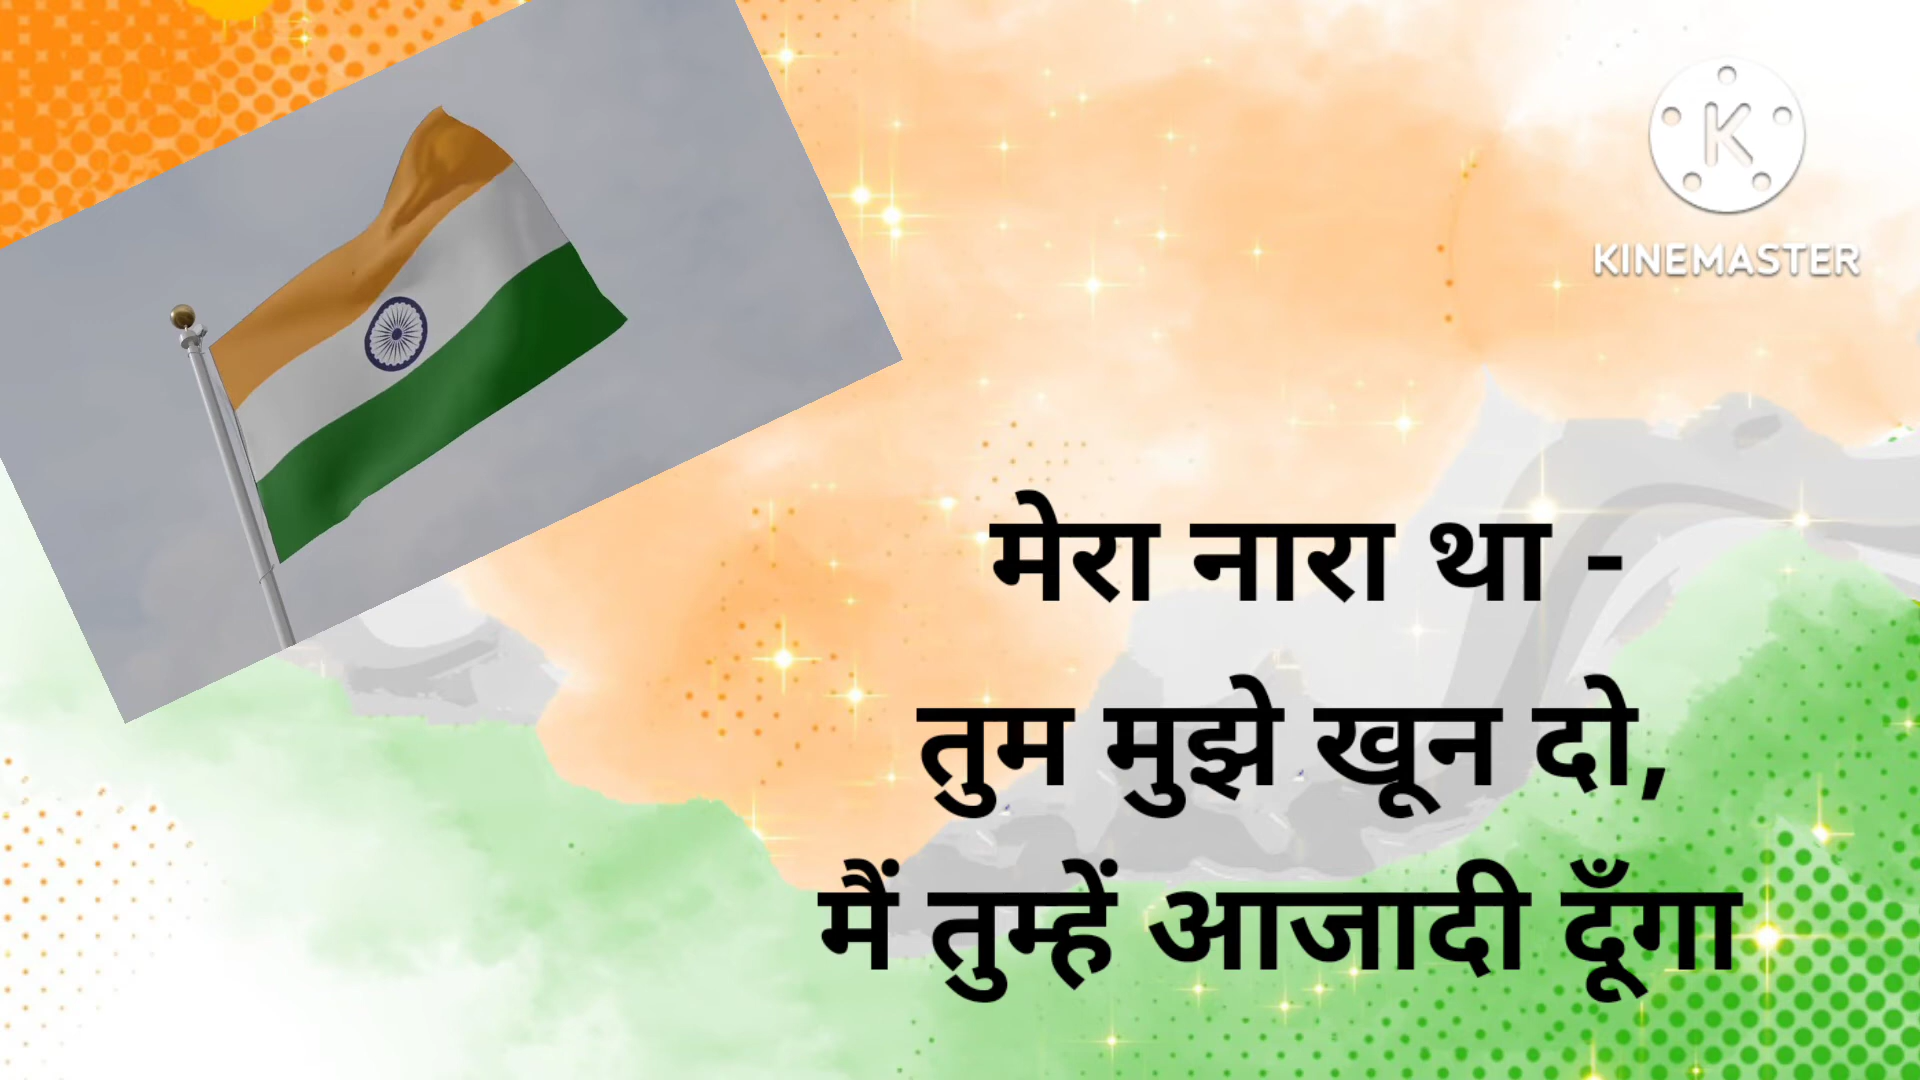 KINEMASTER
मेरा नारा था -
तुम मुझे खून दो,
मैं तुम्हें आजादी दूँगा